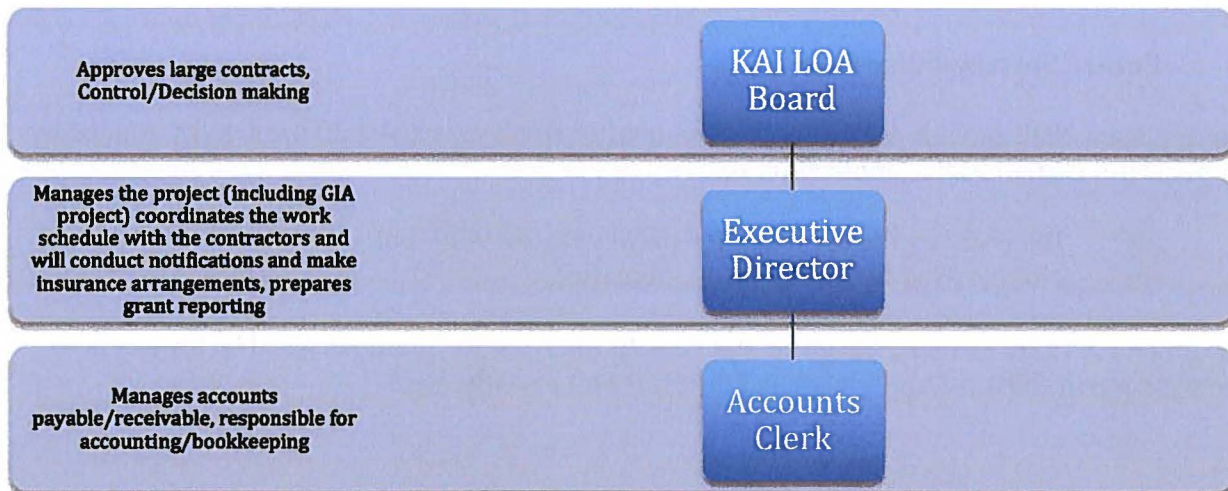 Approves large contracts,
Control/Decision making
KAI LOA
Board
Manages the project (including GIA
project) coordinates the work
schedule with the contractors and
will conduct notifications and make
insurance arrangements, prepares
grant reporting
Executive
Director
Manages accounts
payable/receivable, responsible for
accounting/bookkeeping
Accounts
Clerk